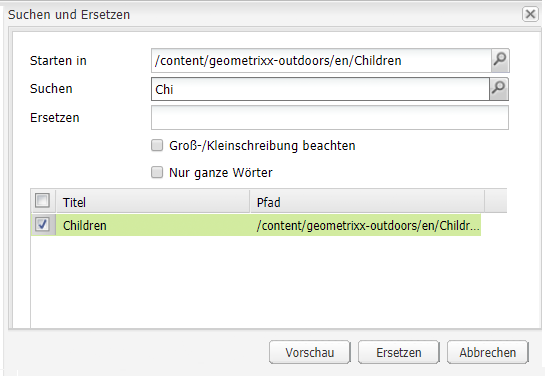 Suchen und Ersetzen
Starten in /content/geometrixx-outdoors/en/Children
Suchen Chi
Ersetzen
Groß-/Kleinschreibung beachten
Nur ganze Wörter
Titel Pfad
Children /content/geometrixx-outdoors/en/Childr...
Vorschau Ersetzen Abbrechen